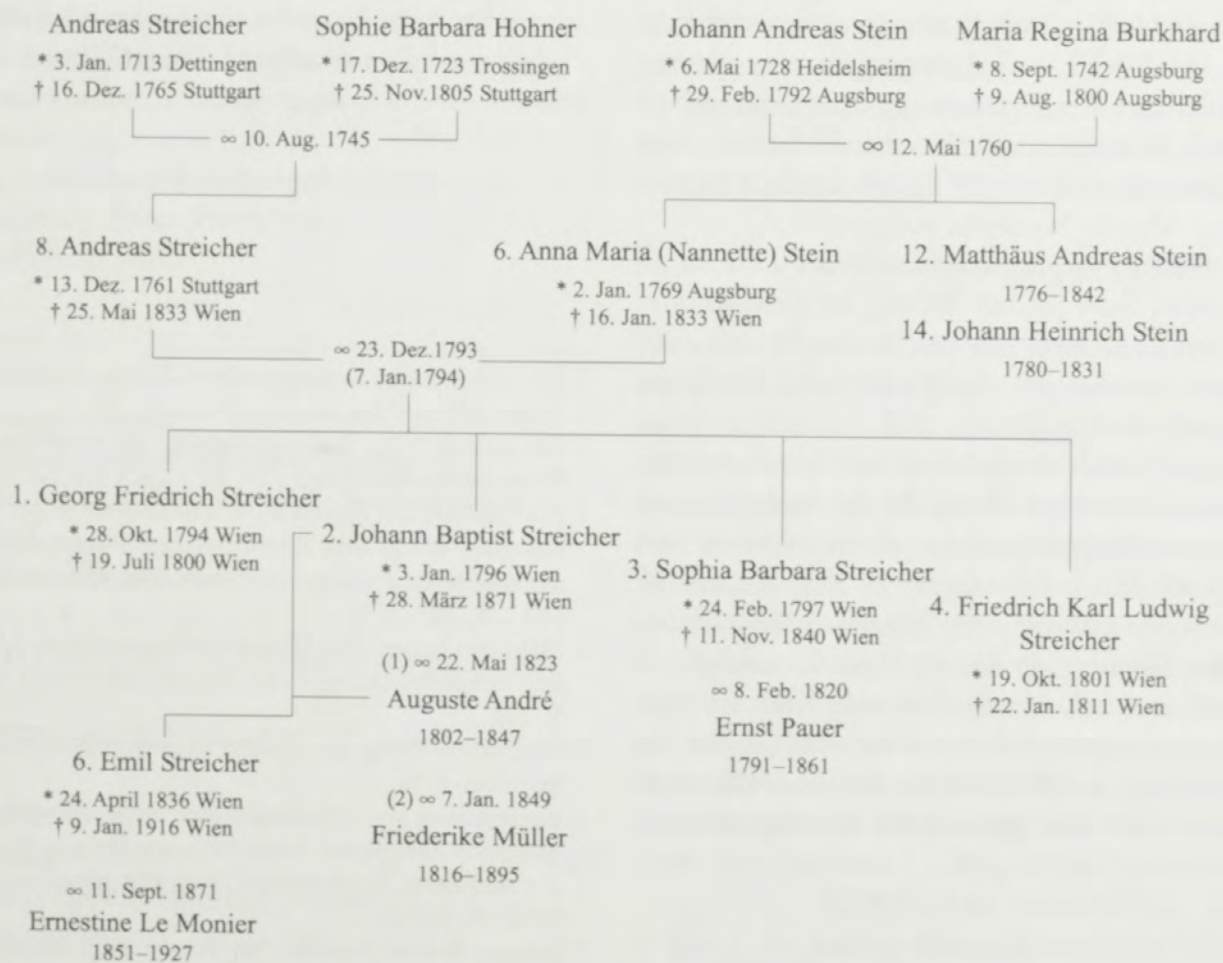 Andreas Streicher
* 3. Jan. 1713 Dettingen
† 16. Dez. 1765 Stuttgart
Sophie Barbara Hohner
* 17. Dez. 1723 Trossingen
† 25. Nov.1805 Stuttgart
∞ 10. Aug. 1745
Johann Andreas Stein
* 6. Mai 1728 Heidelsheim
† 29. Feb. 1792 Augsburg
Maria Regina Burkhard
* 8. Sept. 1742 Augsburg
† 9. Aug. 1800 Augsburg
∞ 12. Mai 1760
8. Andreas Streicher
* 13. Dez. 1761 Stuttgart
† 25. Mai 1833 Wien
6. Anna Maria (Nannette) Stein
* 2. Jan. 1769 Augsburg
† 16. Jan. 1833 Wien
12. Matthäus Andreas Stein
1776–1842
14. Johann Heinrich Stein
1780–1831
∞ 23. Dez.1793
(7. Jan.1794)
1. Georg Friedrich Streicher
* 28. Okt. 1794 Wien
† 19. Juli 1800 Wien
2. Johann Baptist Streicher
* 3. Jan. 1796 Wien
† 28. März 1871 Wien
(1) ∞ 22. Mai 1823
Auguste André
1802–1847
(2) ∞ 7. Jan. 1849
Friederike Müller
1816–1895
3. Sophia Barbara Streicher
* 24. Feb. 1797 Wien
† 11. Nov. 1840 Wien
∞ 8. Feb. 1820
Ernst Pauer
1791–1861
4. Friedrich Karl Ludwig
Streicher
* 19. Okt. 1801 Wien
† 22. Jan. 1811 Wien
6. Emil Streicher
* 24. April 1836 Wien
† 9. Jan. 1916 Wien
∞ 11. Sept. 1871
Ernestine Le Monier
1851–1927